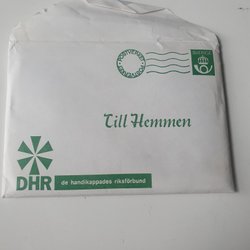 SVERIGE
Till Hemmen
DHR
de handikappades riksförbund